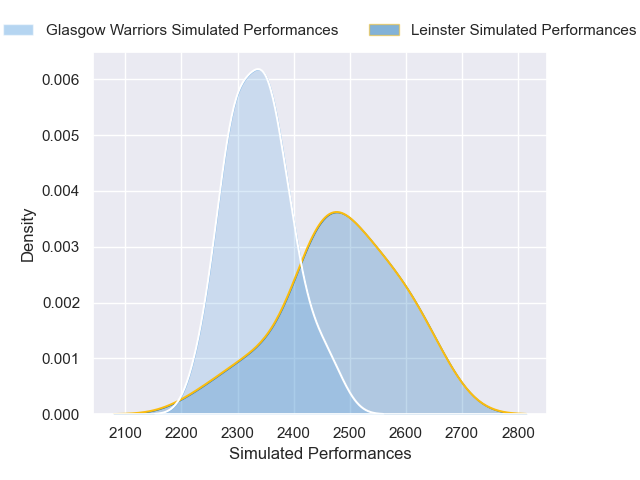 Glasgow Warriors Simulated Performances Leinster Simulated Performances
0.006
0.005
0.004
0.003
0.002
0.001
0.000
Density
2100 2200 2300 2400 2500 2600 2700 2800
Simulated Performances